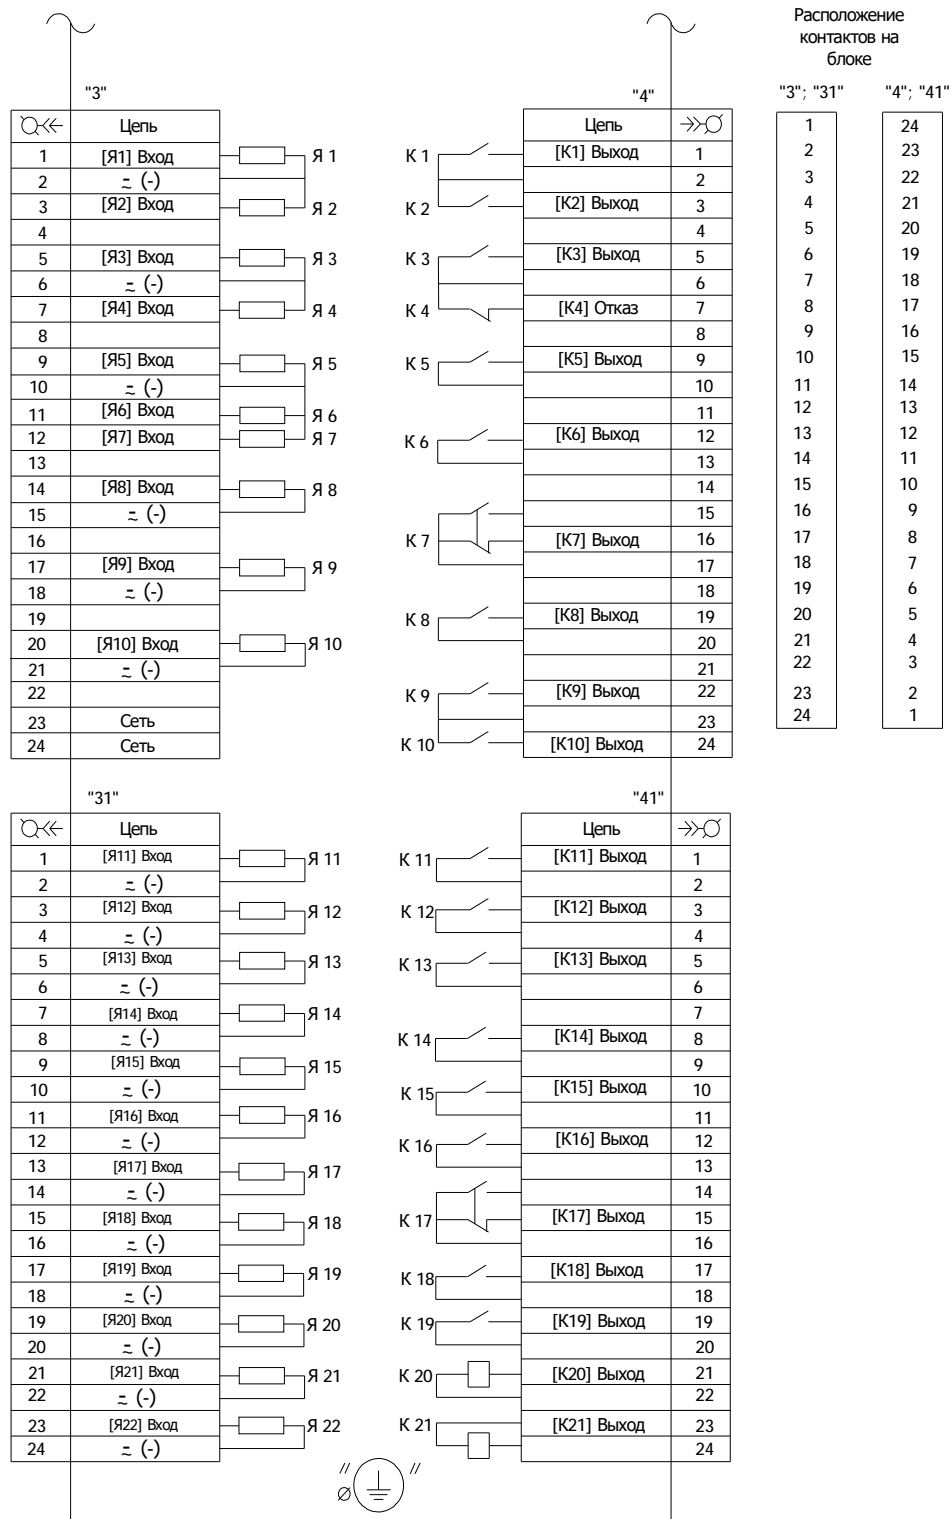 Расположение
контактов на
блоке
"3"; "31" "4"; "41"
1 24
2 23
3 22
4 21
5 20
6 19
7 18
8 17
9 16
10 15
11 14
12 13
13 12
14 11
15 10
16 9
17 8
18 7
19 6
20 5
21 4
22 3
23 2
24 1
"3"
Цепь
1 [Я1] Вход Я 1
2 ~ (-)
3 [Я2] Вход Я 2
4
5 [Я3] Вход Я 3
6 ~ (-)
7 [Я4] Вход Я 4
8
9 [Я5] Вход Я 5
10 ~ (-)
11 [Я6] Вход Я 6
12 [Я7] Вход Я 7
13
14 [Я8] Вход Я 8
15 ~ (-)
16
17 [Я9] Вход Я 9
18 ~ (-)
19
20 [Я10] Вход Я 10
21 ~ (-)
22
23 Сеть
24 Сеть
"4"
Цепь
К 1 [К1] Выход 1
2
К 2 [К2] Выход 3
4
К 3 [К3] Выход 5
6
К 4 [К4] Отказ 7
8
К 5 [К5] Выход 9
10
11
К 6 [К6] Выход 12
13
14
15
К 7 [К7] Выход 16
17
18
К 8 [К8] Выход 19
20
21
К 9 [К9] Выход 22
23
К 10 [К10] Выход 24
"31"
Цепь
1 [Я11] Вход Я 11
2 ~ (-)
3 [Я12] Вход Я 12
4 ~ (-)
5 [Я13] Вход Я 13
6 ~ (-)
7 [Я14] Вход Я 14
8 ~ (-)
9 [Я15] Вход Я 15
10 ~ (-)
11 [Я16] Вход Я 16
12 ~ (-)
13 [Я17] Вход Я 17
14 ~ (-)
15 [Я18] Вход Я 18
16 ~ (-)
17 [Я19] Вход Я 19
18 ~ (-)
19 [Я20] Вход Я 20
20 ~ (-)
21 [Я21] Вход Я 21
22 ~ (-)
23 [Я22] Вход Я 22
24 ~ (-)
"41"
Цепь
К 11 [К11] Выход 1
2
К 12 [К12] Выход 3
4
К 13 [К13] Выход 5
6
7
К 14 [К14] Выход 8
9
К 15 [К15] Выход 10
11
К 16 [К16] Выход 12
13
14
К 17 [К17] Выход 15
16
К 18 [К18] Выход 17
18
К 19 [К19] Выход 19
20
К 20 [К20] Выход 21
22
К 21 [К21] Выход 23
24